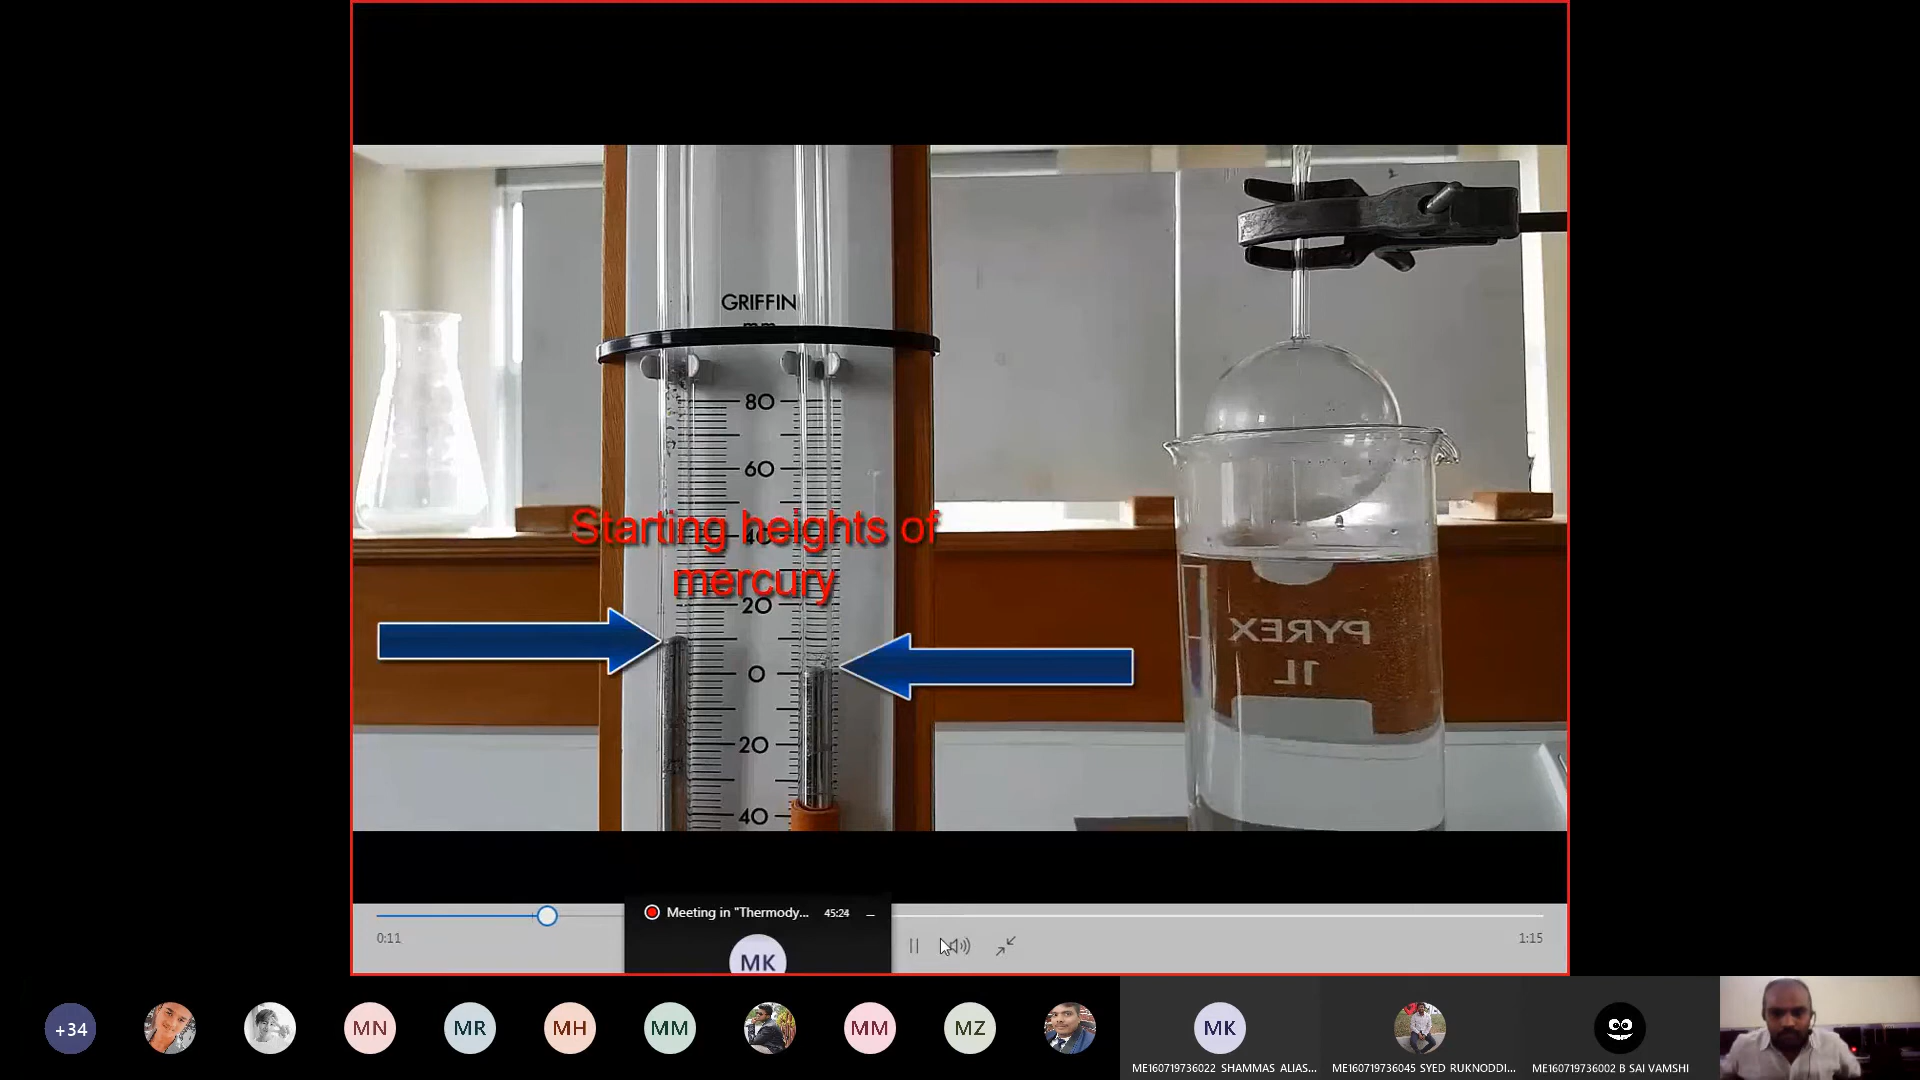 GRIFFIN
mm
80
60
Starting heights of
40
mercury
20
0
20
40
PYREX
1L
Meeting in "Thermody... 45:24
MK
0:11
1:15
+34
MN
MR
MH
MM
MM
MZ
MK
ME160719736022 SHAMMAS ALIAS...
ME160719736045 SYED RUKNODDI...
ME160719736002 B SAI VAMSHI